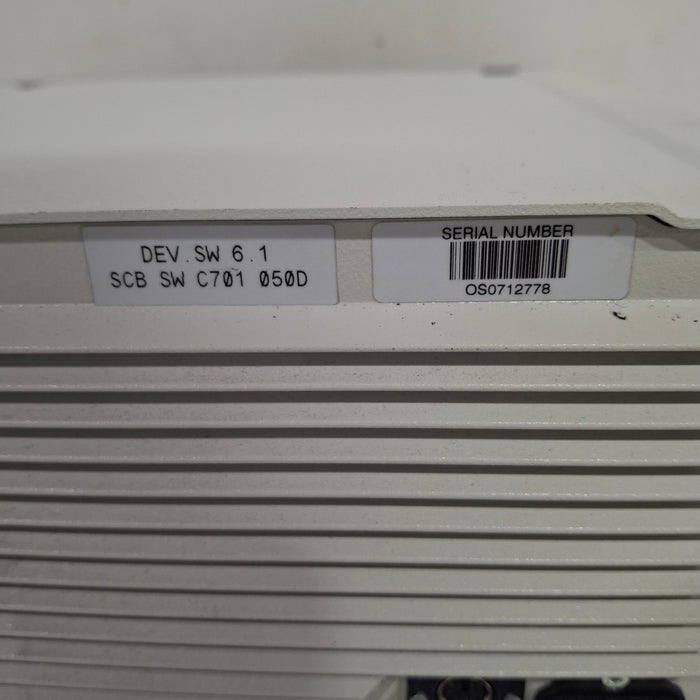 DEV.SW 6.1
SCB SW C701 050D
SERIAL NUMBER
OS0712778